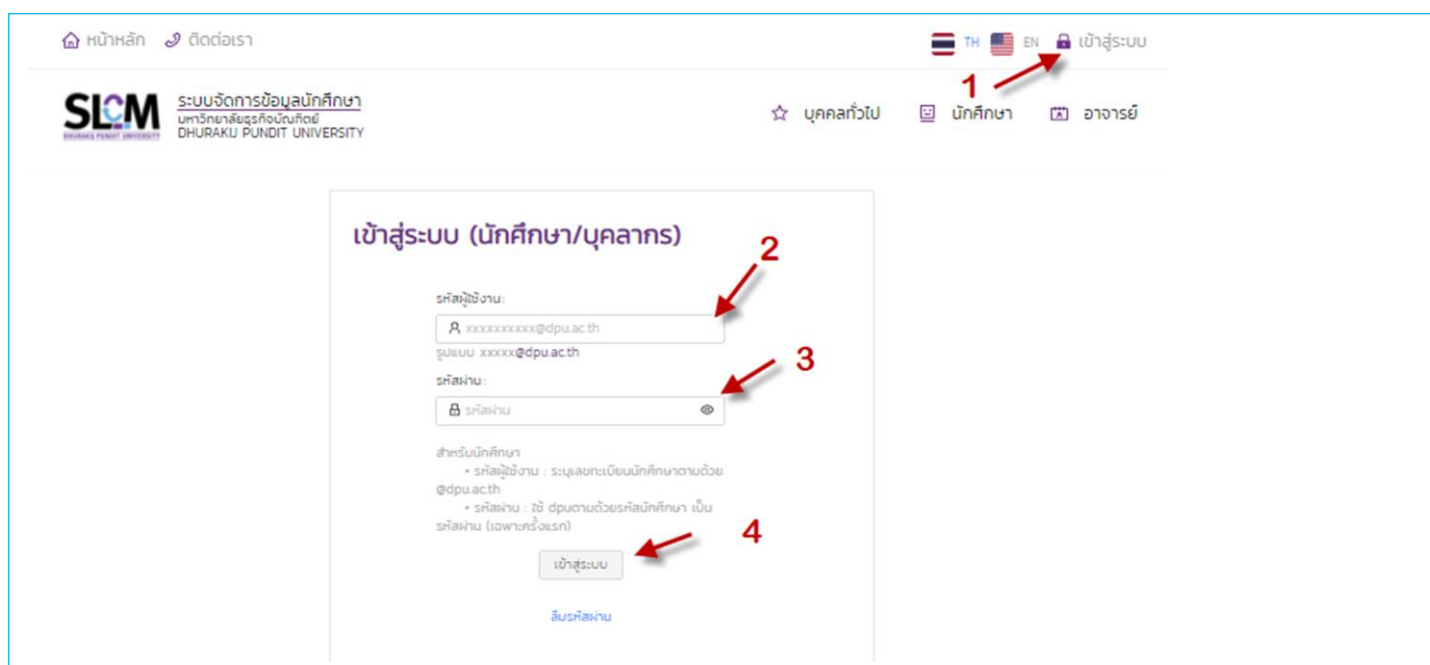 หน้าหลัก ติดต่อเรา TH EN เข้าสู่ระบบ
1
SLCM ระบบจัดการข้อมูลนักศึกษา
มหาวิทยาลัยธุรกิจบัณฑิตย์
DHURAKIJ PUNDIT UNIVERSITY
DHURAKIJ PUNDIT UNIVERSITY
บุคคลทั่วไป นักศึกษา อาจารย์
เข้าสู่ระบบ (นักศึกษา/บุคลากร)
2
รหัสผู้ใช้งาน:
xxxxxxxxxx@dpu.ac.th
รูปแบบ xxxxx@dpu.ac.th
3
รหัสผ่าน:
รหัสผ่าน
สำหรับนักศึกษา
• รหัสผู้ใช้งาน : ระบุเลขทะเบียนนักศึกษาตามด้วย
@dpu.ac.th
• รหัสผ่าน : ใช้ dpuตามด้วยรหัสนักศึกษา เป็น
รหัสผ่าน (เฉพาะครั้งแรก)
4
เข้าสู่ระบบ
ลืมรหัสผ่าน